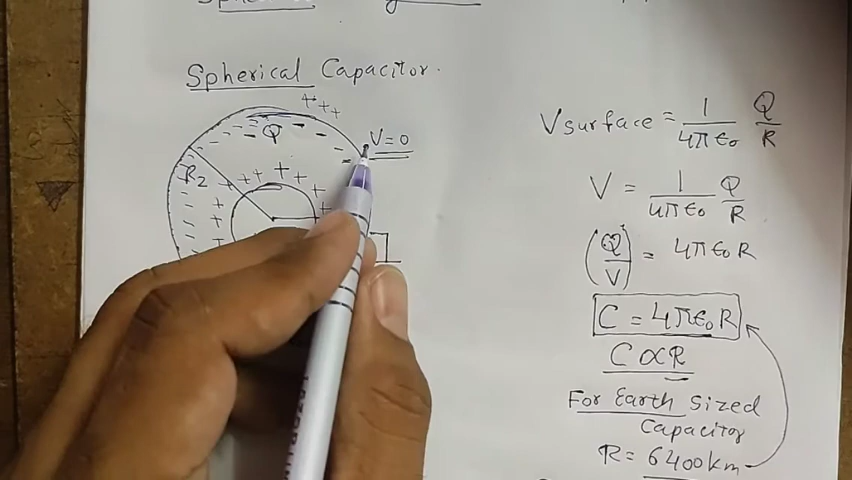 Spherical Capacitor.
+++
- - -
Q
V=0
R2
++ + + +
Vsurface = 1/4πε0 Q/R
V = 1/4πε0 Q/R
(Q/V) = 4πε0R
C = 4πε0R
C ∝ R
For Earth Sized
Capacitor
R = 6400km